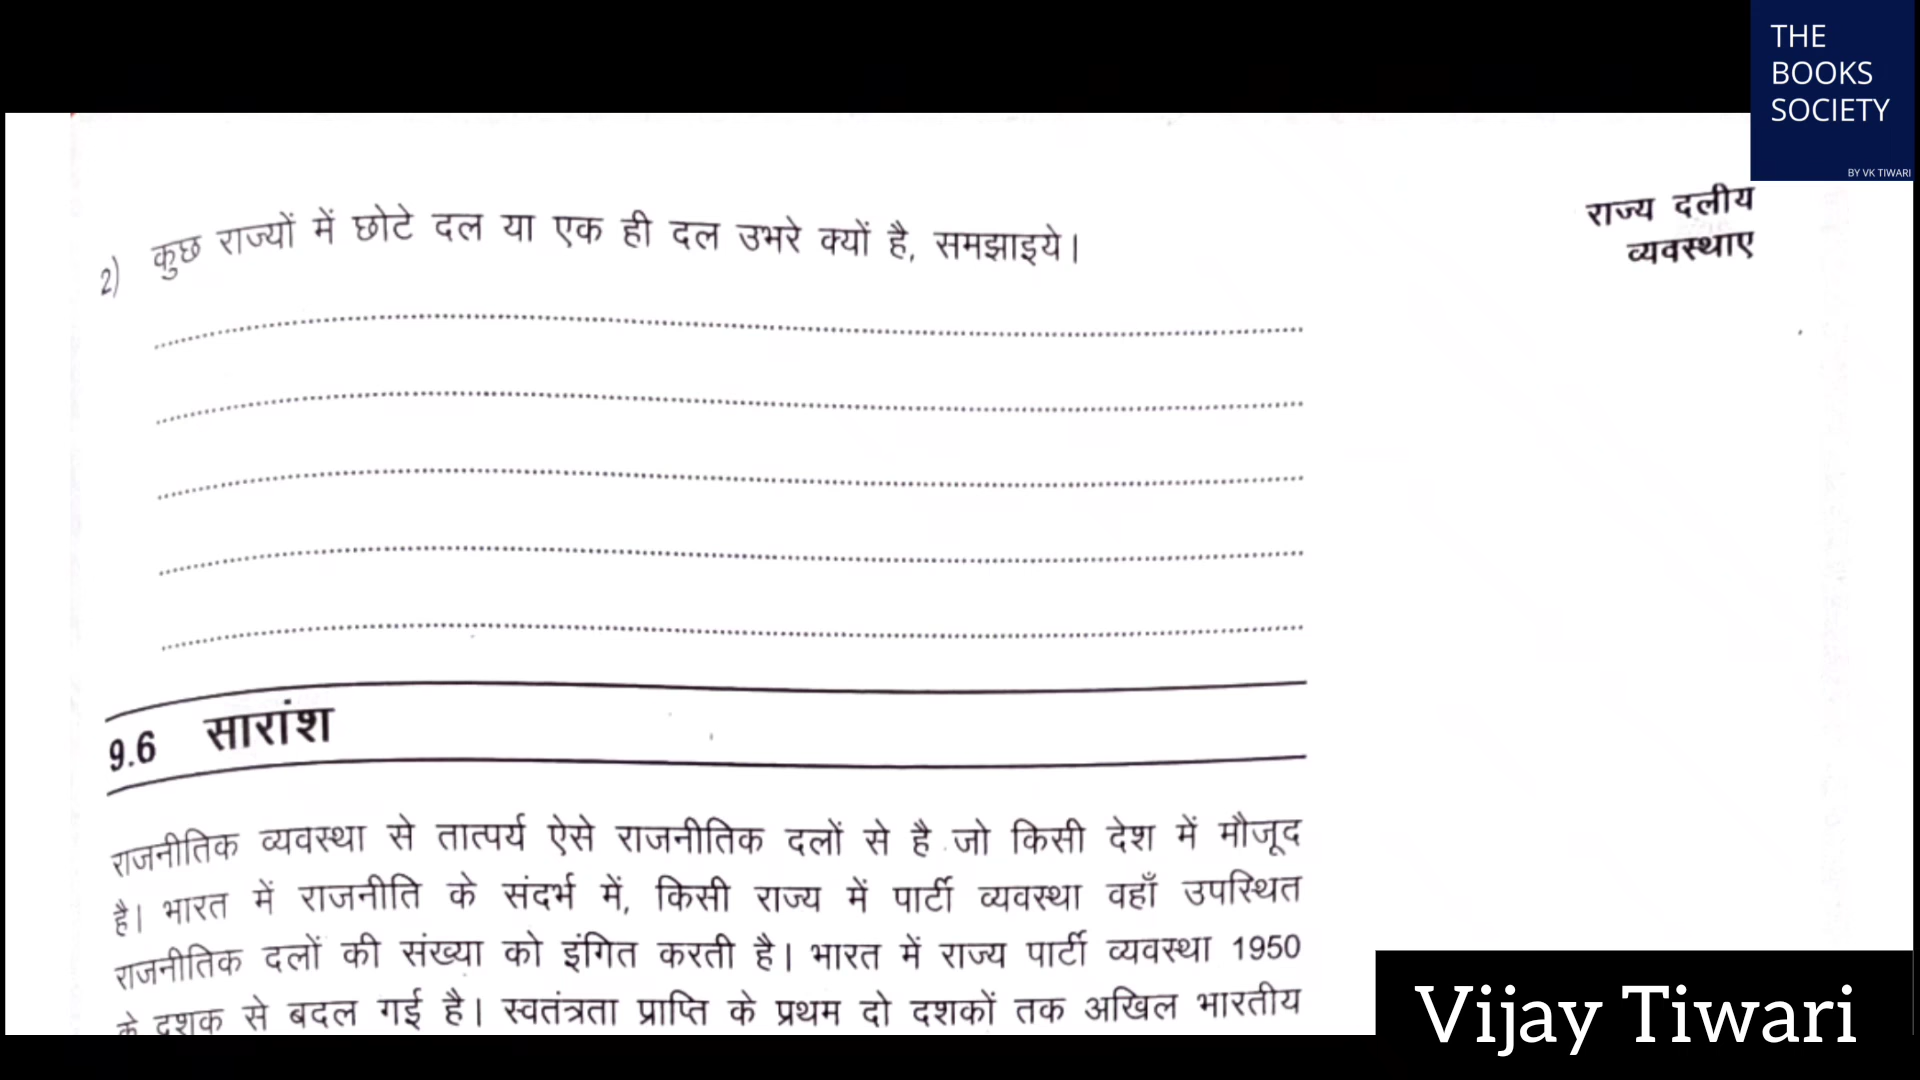 THE
BOOKS
SOCIETY
BY VK TIWARI
राज्य दलीय
व्यवस्थाए
2) कुछ राज्यों में छोटे दल या एक ही दल उभरे क्यों है, समझाइये।
9.6 सारांश
राजनीतिक व्यवस्था से तात्पर्य ऐसे राजनीतिक दलों से है जो किसी देश में मौजूद
है। भारत में राजनीति के संदर्भ में, किसी राज्य में पार्टी व्यवस्था वहाँ उपस्थित
राजनीतिक दलों की संख्या को इंगित करती है। भारत में राज्य पार्टी व्यवस्था 1950
के दशक से बदल गई है। स्वतंत्रता प्राप्ति के प्रथम दो दशकों तक अखिल भारतीय
Vijay Tiwari